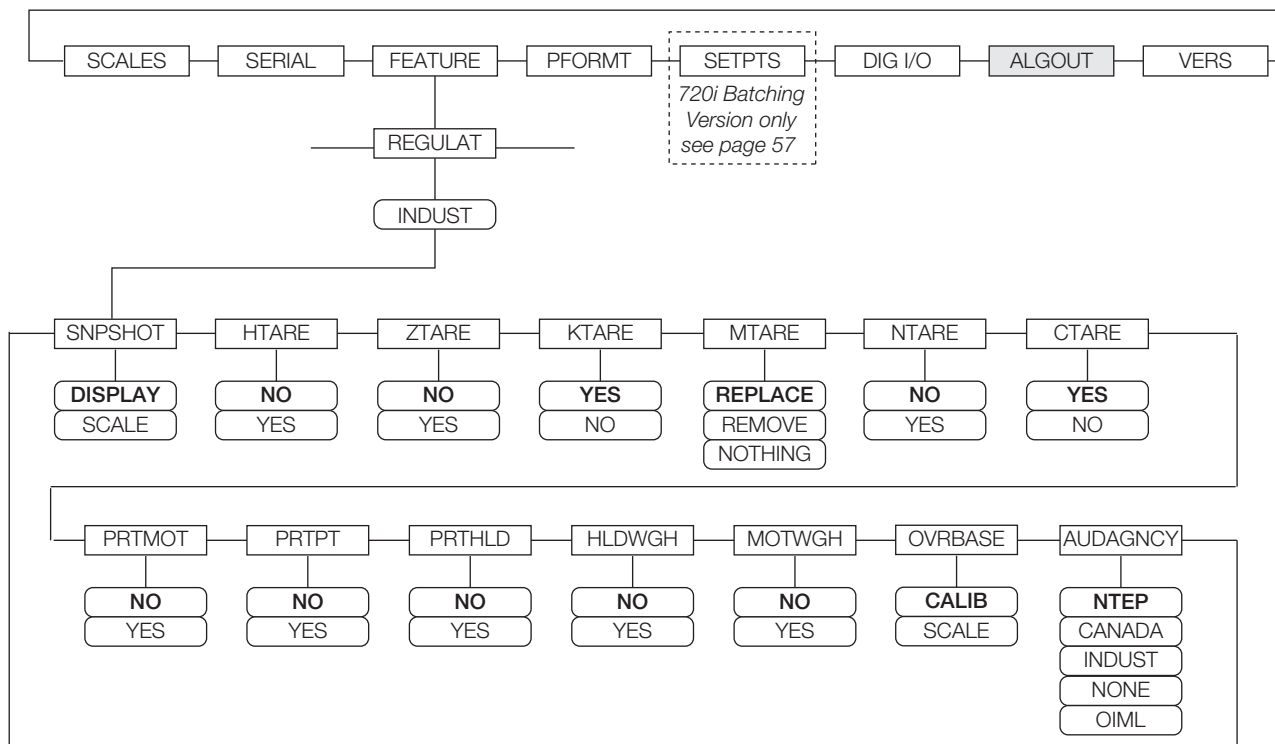 SCALES SERIAL FEATURE PFORMT SETPTS DIG I/O ALGOUT VERS
720i Batching
Version only
see page 57
REGULAT
INDUST
SNPSHOT HTARE ZTARE KTARE MTARE NTARE CTARE
DISPLAY NO NO YES REPLACE NO YES
SCALE YES YES NO REMOVE YES NO
NOTHING
PRTMOT PRTPT PRTHLD HLDWGH MOTWGH OVRBASE AUDAGNCY
NO NO NO NO NO CALIB NTEP
YES YES YES YES YES SCALE CANADA
INDUST
NONE
OIML